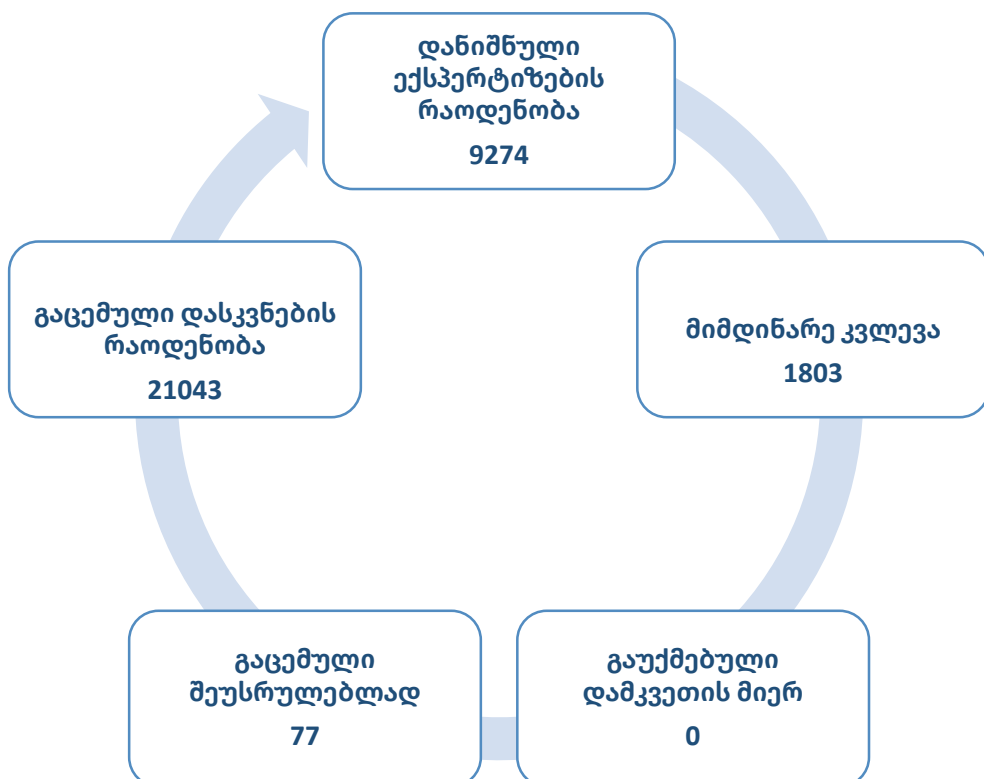 დანიშნული
ექსპერტიზების
რაოდენობა
9274
მიმდინარე კვლევა
1803
გაუქმებული
დამკვეთის მიერ
0
გაცემული
შეუსრულებლად
77
გაცემული დასკვნების
რაოდენობა
21043